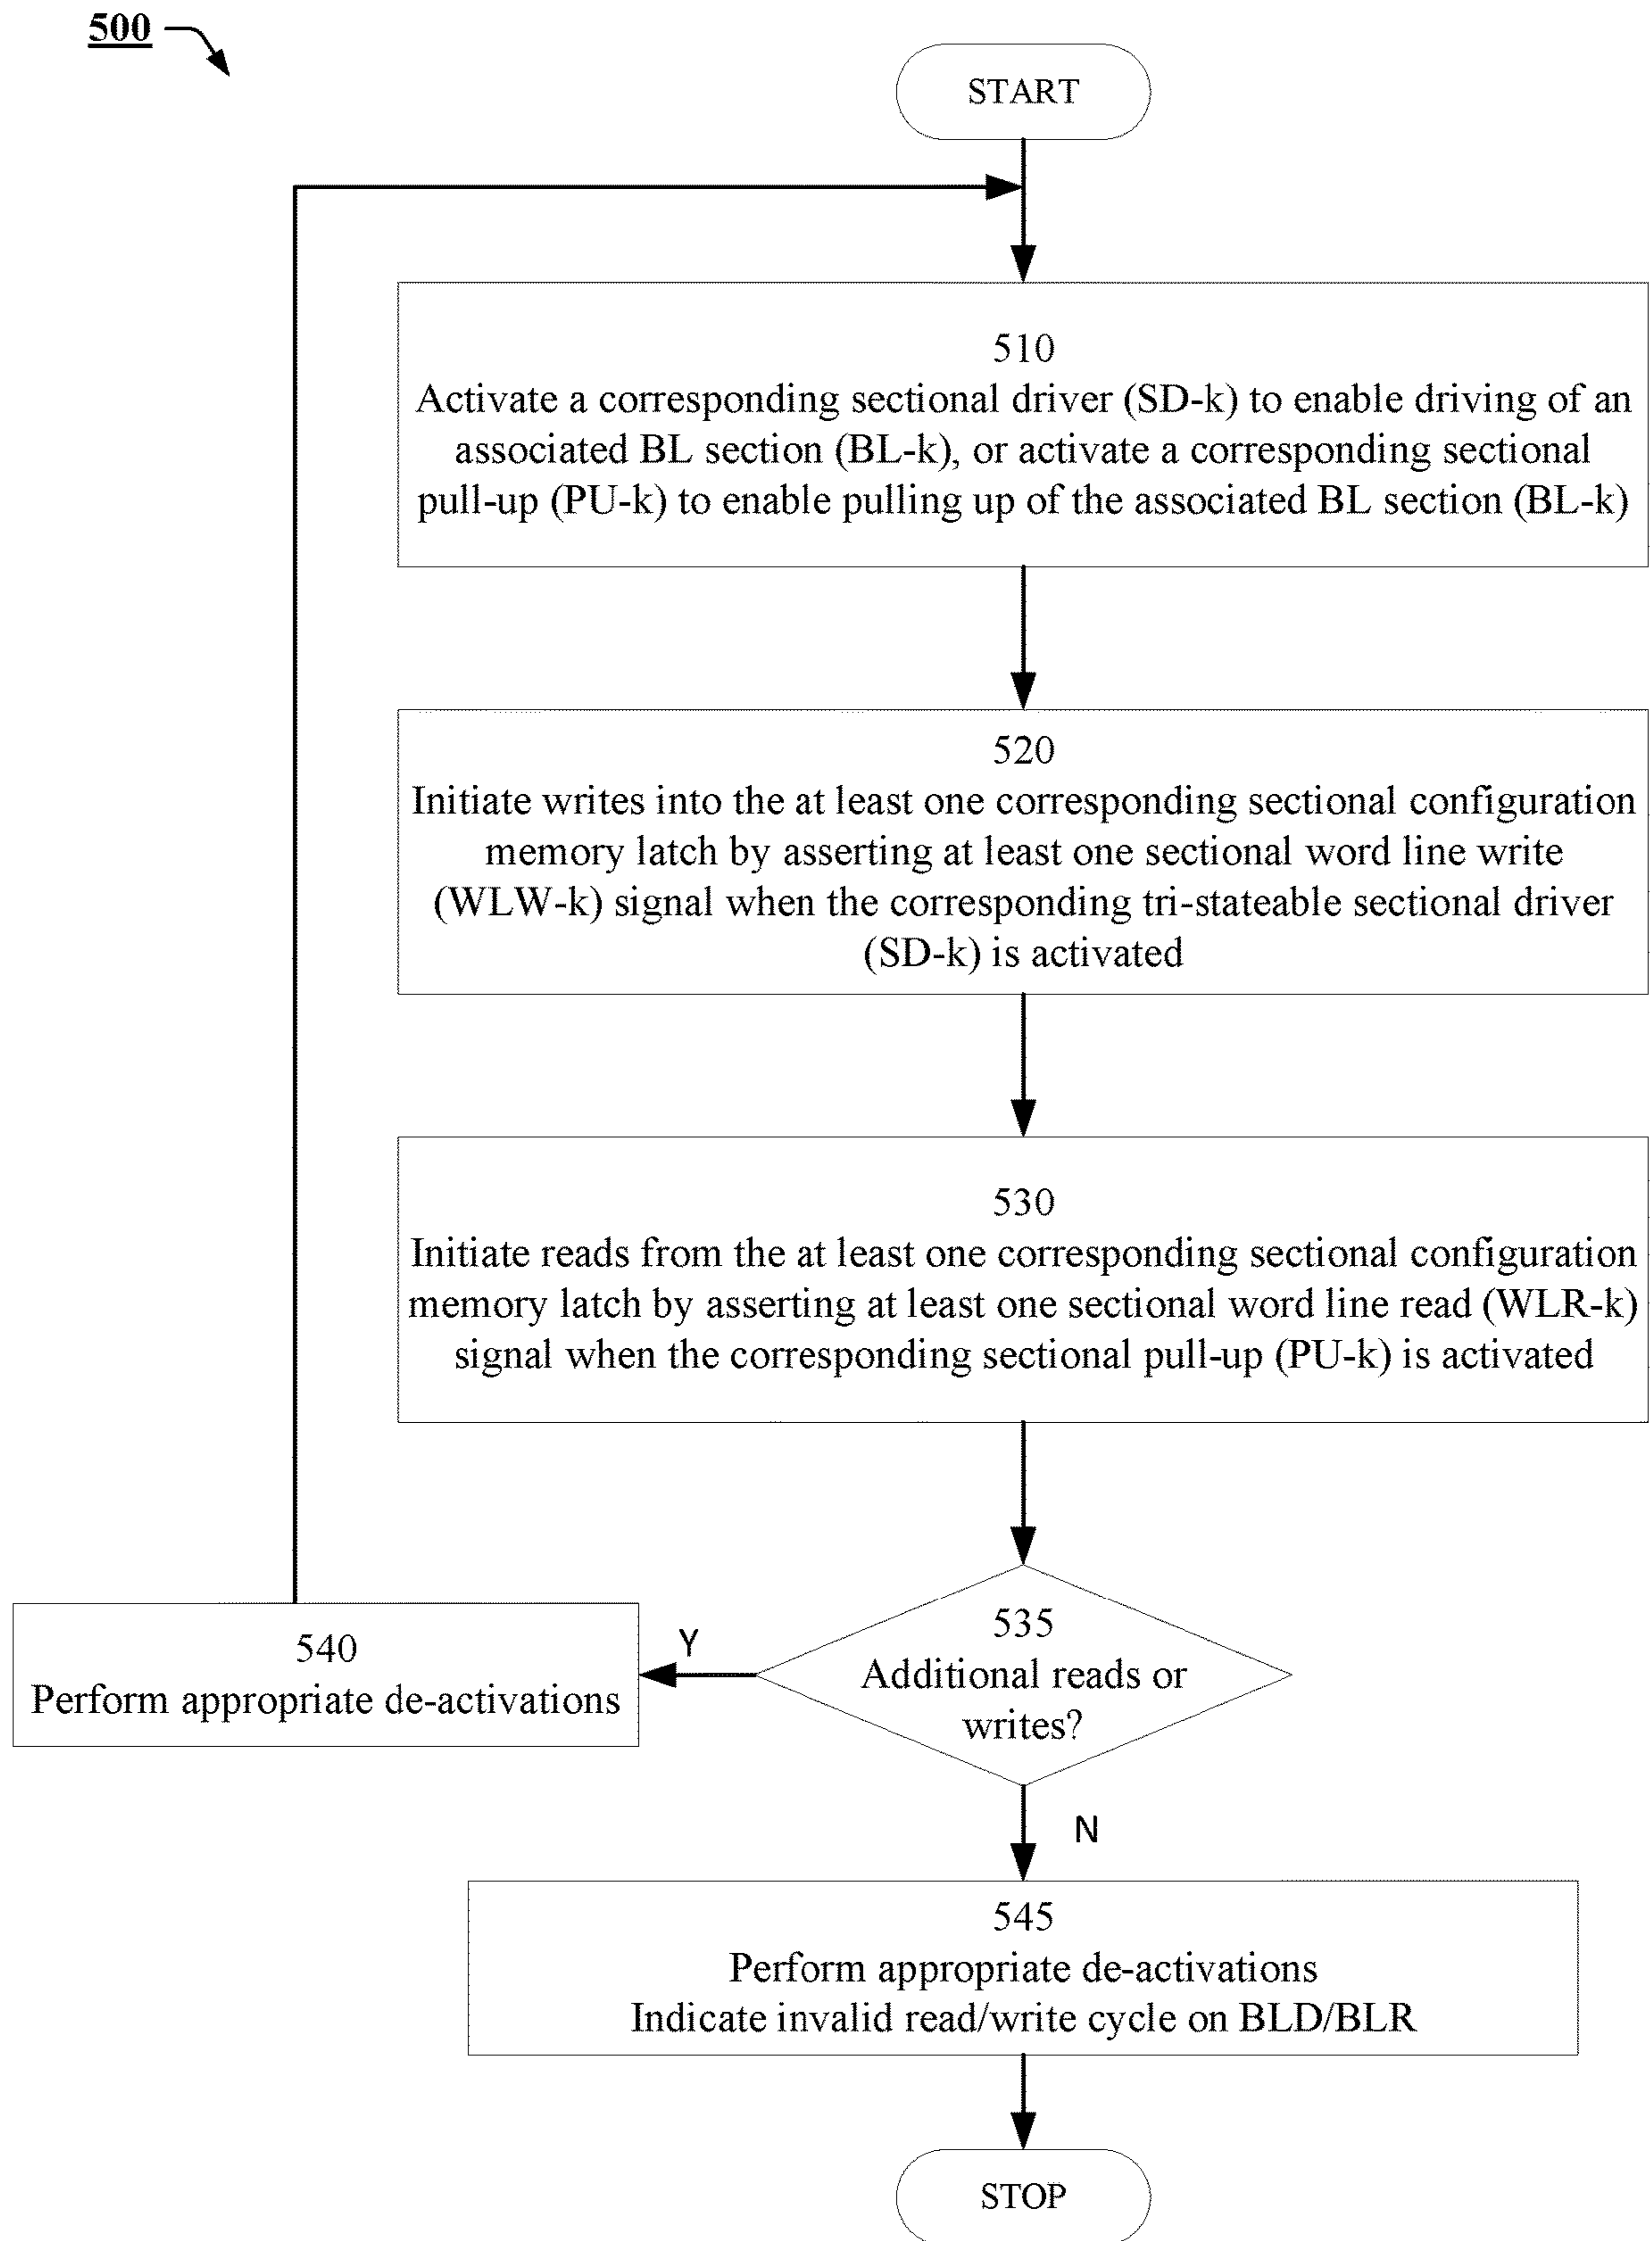 500
START
510
Activate a corresponding sectional driver (SD-k) to enable driving of an
associated BL section (BL-k), or activate a corresponding sectional
pull-up (PU-k) to enable pulling up of the associated BL section (BL-k)
520
Initiate writes into the at least one corresponding sectional configuration
memory latch by asserting at least one sectional word line write
(WLW-k) signal when the corresponding tri-stateable sectional driver
(SD-k) is activated
530
Initiate reads from the at least one corresponding sectional configuration
memory latch by asserting at least one sectional word line read (WLR-k)
signal when the corresponding sectional pull-up (PU-k) is activated
535
Additional reads or
writes?
Y
540
Perform appropriate de-activations
N
545
Perform appropriate de-activations
Indicate invalid read/write cycle on BLD/BLR
STOP